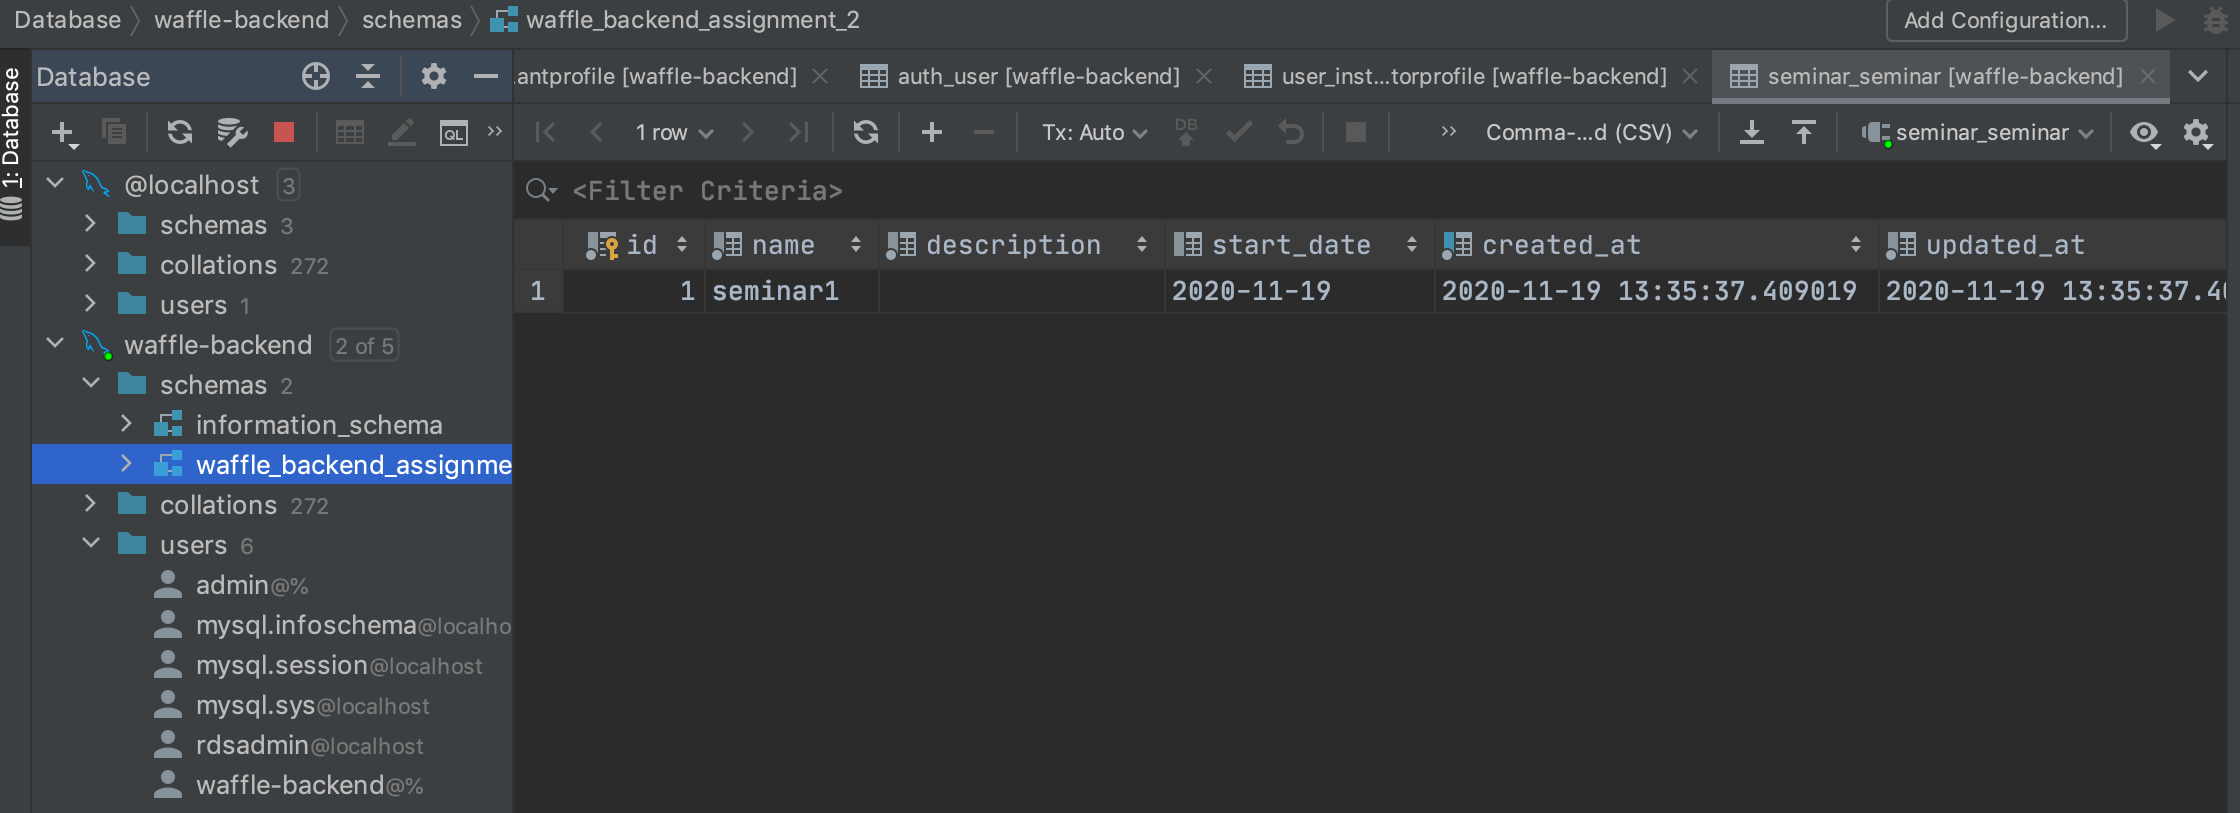 Database waffle-backend schemas waffle_backend_assignment_2 Add Configuration...
1: Database
Database
.antprofile [waffle-backend] auth_user [waffle-backend] user_inst...torprofile [waffle-backend] seminar_seminar [waffle-backend]
QL
1 row Tx: Auto DB Comma-...d (CSV) seminar_seminar
<Filter Criteria>
id name description start_date created_at updated_at
1 1 seminar1 2020-11-19 2020-11-19 13:35:37.409019 2020-11-19 13:35:37.40
@localhost 3
schemas 3
collations 272
users 1
waffle-backend 2 of 5
schemas 2
information_schema
waffle_backend_assignme
collations 272
users 6
admin@%
mysql.infoschema@localho
mysql.session@localhost
mysql.sys@localhost
rdsadmin@localhost
waffle-backend@%